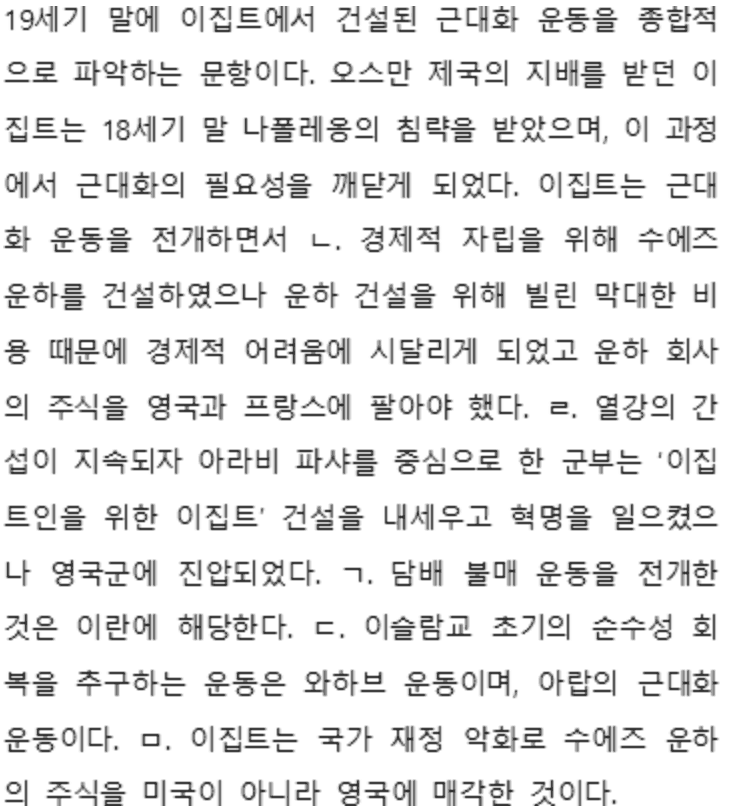 19세기 말에 이집트에서 건설된 근대화 운동을 종합적
으로 파악하는 문항이다. 오스만 제국의 지배를 받던 이
집트는 18세기 말 나폴레옹의 침략을 받았으며, 이 과정
에서 근대화의 필요성을 깨닫게 되었다. 이집트는 근대
화 운동을 전개하면서 ㄴ. 경제적 자립을 위해 수에즈
운하를 건설하였으나 운하 건설을 위해 빌린 막대한 비
용 때문에 경제적 어려움에 시달리게 되었고 운하 회사
의 주식을 영국과 프랑스에 팔아야 했다. ㄹ. 열강의 간
섭이 지속되자 아라비 파샤를 중심으로 한 군부는 '이집
트인을 위한 이집트' 건설을 내세우고 혁명을 일으켰으
나 영국군에 진압되었다. ㄱ. 담배 불매 운동을 전개한
것은 이란에 해당한다. ㄷ. 이슬람교 초기의 순수성 회
복을 추구하는 운동은 와하브 운동이며, 아랍의 근대화
운동이다. ㅁ. 이집트는 국가 재정 악화로 수에즈 운하
의 주식을 미국이 아니라 영국에 매각한 것이다.